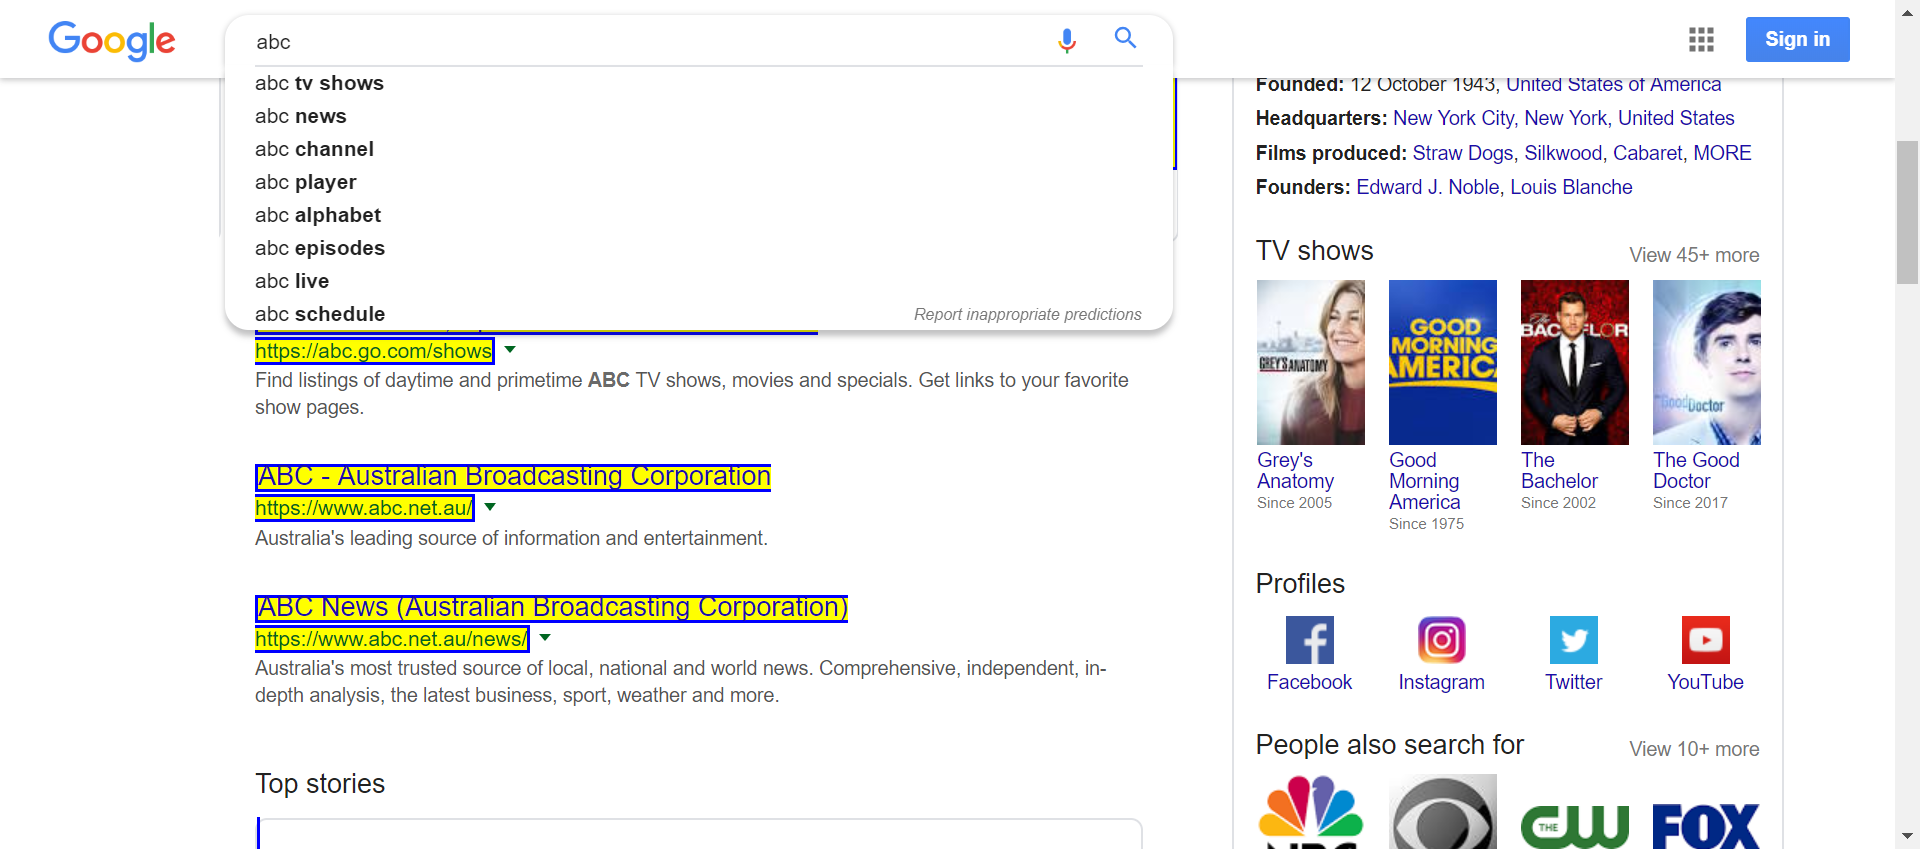 Google
abc
Sign in
abc tv shows
abc news
abc channel
abc player
abc alphabet
abc episodes
abc live
abc schedule
Report inappropriate predictions
https://abc.go.com/shows
Find listings of daytime and primetime ABC TV shows, movies and specials. Get links to your favorite
show pages.
ABC - Australian Broadcasting Corporation
https://www.abc.net.au/
Australia's leading source of information and entertainment.
ABC News (Australian Broadcasting Corporation)
https://www.abc.net.au/news/
Australia's most trusted source of local, national and world news. Comprehensive, independent, in-
depth analysis, the latest business, sport, weather and more.
Top stories
Founded: 12 October 1943, United States of America
Headquarters: New York City, New York, United States
Films produced: Straw Dogs, Silkwood, Cabaret, MORE
Founders: Edward J. Noble, Louis Blanche
TV shows
View 45+ more
GREY'S ANATOMY
GOOD
MORNING
AMERICA
The
BACHELOR
the GoodDoctor
Grey's
Anatomy
Since 2005
Good
Morning
America
Since 1975
The
Bachelor
Since 2002
The Good
Doctor
Since 2017
Profiles
Facebook
Instagram
Twitter
YouTube
People also search for
View 10+ more
NBC
THE CW
FOX